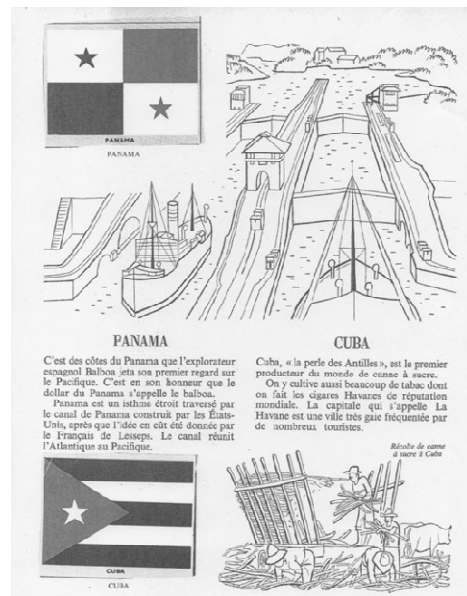 PANAMA
PANAMA
PANAMA
C'est des côtes du Panama que l'explorateur
espagnol Balboa jeta son premier regard sur
le Pacifique. C'est en son honneur que le
dollar du Panama s'appelle le balboa.
Panama est un isthme étroit traversé par
le canal de Panama construit par les États-
Unis, après que l'idée en eût été donnée par
le Français de Lesseps. Le canal réunit
l'Atlantique au Pacifique.
CUBA
Cuba, « la perle des Antilles », est le premier
producteur du monde de canne à sucre.
On y cultive aussi beaucoup de tabac dont
on fait les cigares Havanes de réputation
mondiale. La capitale qui s'appelle La
Havane est une ville très gaie fréquentée par
de nombreux touristes.
Récolte de canne
à sucre à Cuba
CUBA
CUBA